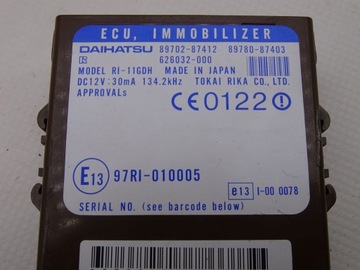 ECU, IMMOBILIZER
DAIHATSU 89702-87412 89780-87403
626032-000
MODEL RI-11GDH MADE IN JAPAN
DC12V:30mA 134.2kHz TOKAI RIKA CO., LTD.
APPROVALs
CE0122
E13 97RI-010005
e13 I-00 0078
SERIAL NO. (see barcode below)